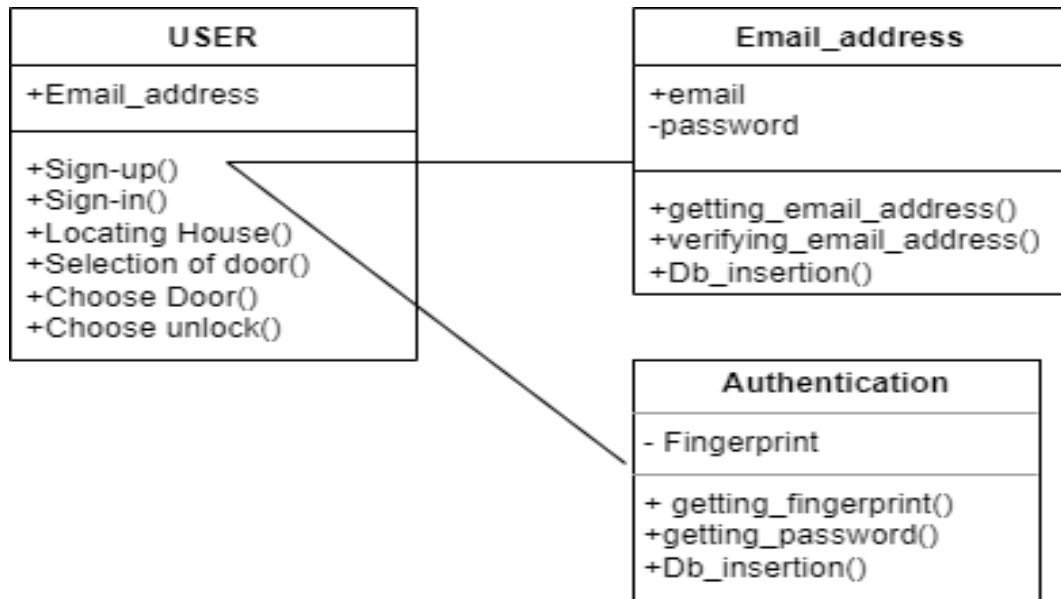 USER
+Email_address
+Sign-up()
+Sign-in()
+Locating House()
+Selection of door()
+Choose Door()
+Choose unlock()
Email_address
+email
-password
+getting_email_address()
+verifying_email_address()
+Db_insertion()
Authentication
- Fingerprint
+ getting_fingerprint()
+getting_password()
+Db_insertion()